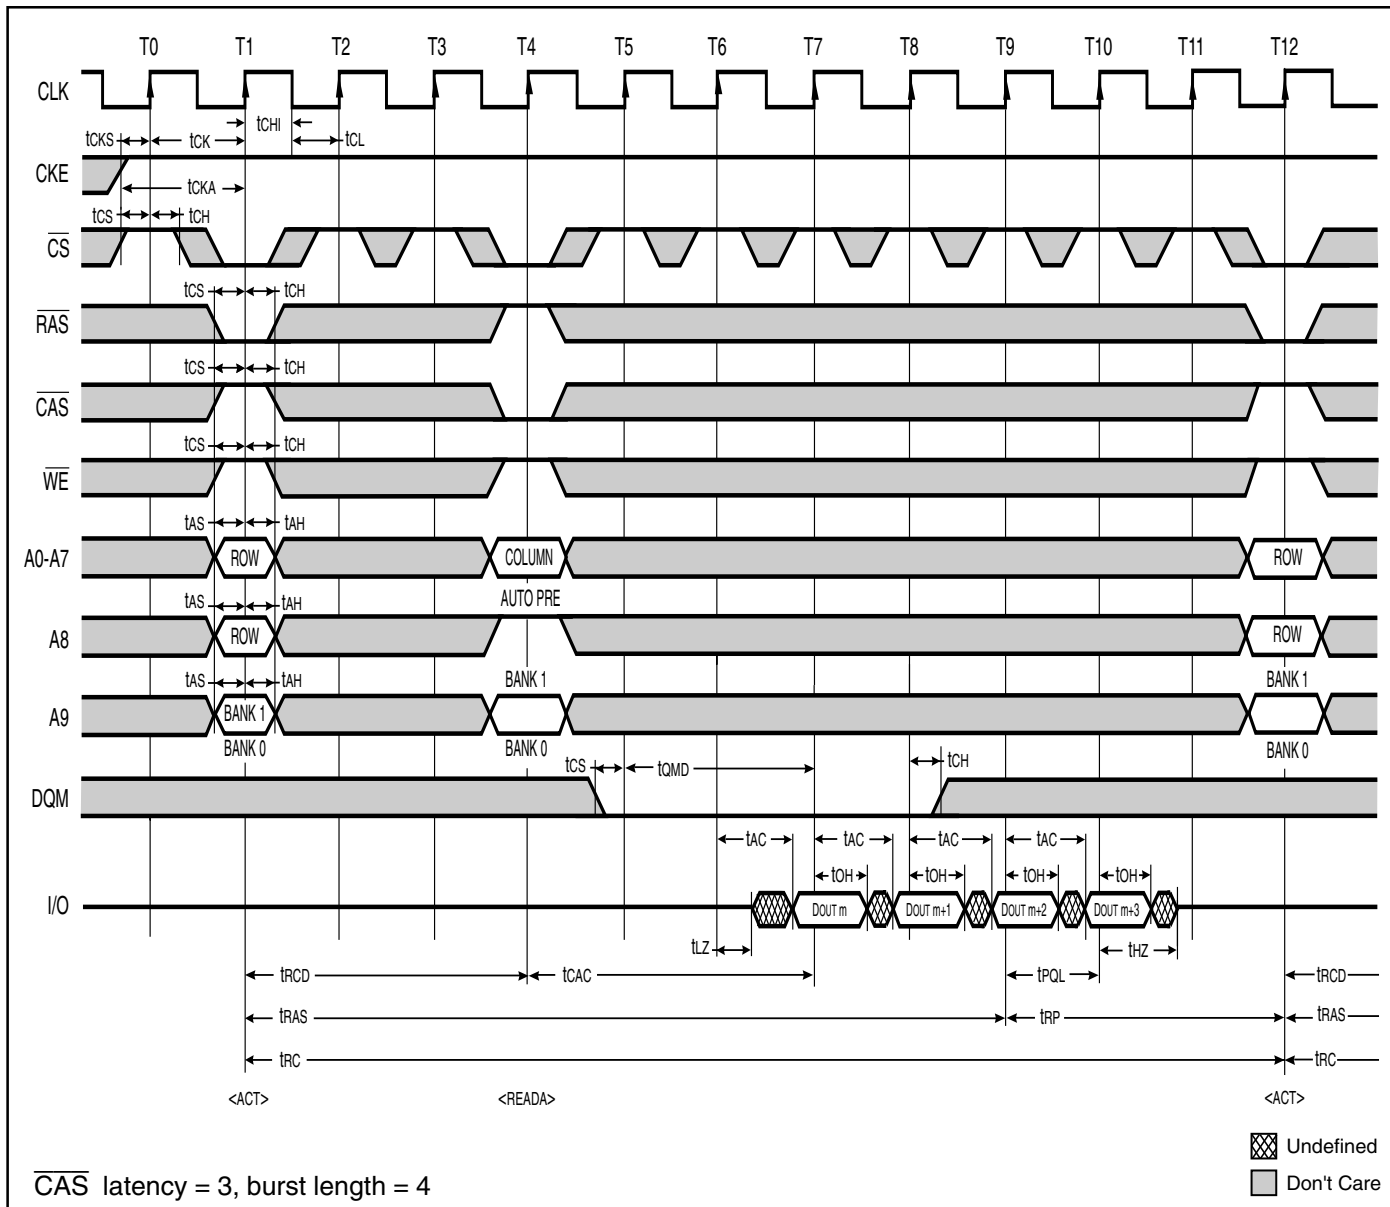 T0 T1 T2 T3 T4 T5 T6 T7 T8 T9 T10 T11 T12
CLK
tCHI
tCKS tCK tCL
CKE
tCKA
tCS tCH
CS
tCS tCH
RAS
tCS tCH
CAS
tCS tCH
WE
tAS tAH
A0-A7 ROW COLUMN ROW
AUTO PRE
tAS tAH
A8 ROW ROW
tAS tAH BANK 1 BANK 1
A9 BANK 1
BANK 0 BANK 0 BANK 0
tCS tQMD tCH
DQM
tAC tAC tAC tAC
tOH tOH tOH tOH
I/O DOUT m DOUT m+1 DOUT m+2 DOUT m+3
tLZ tHZ
tRCD tCAC tPQL tRCD
tRAS tRP tRAS
tRC tRC
<ACT> <READA> <ACT>
Undefined
CAS latency = 3, burst length = 4
Don't Care